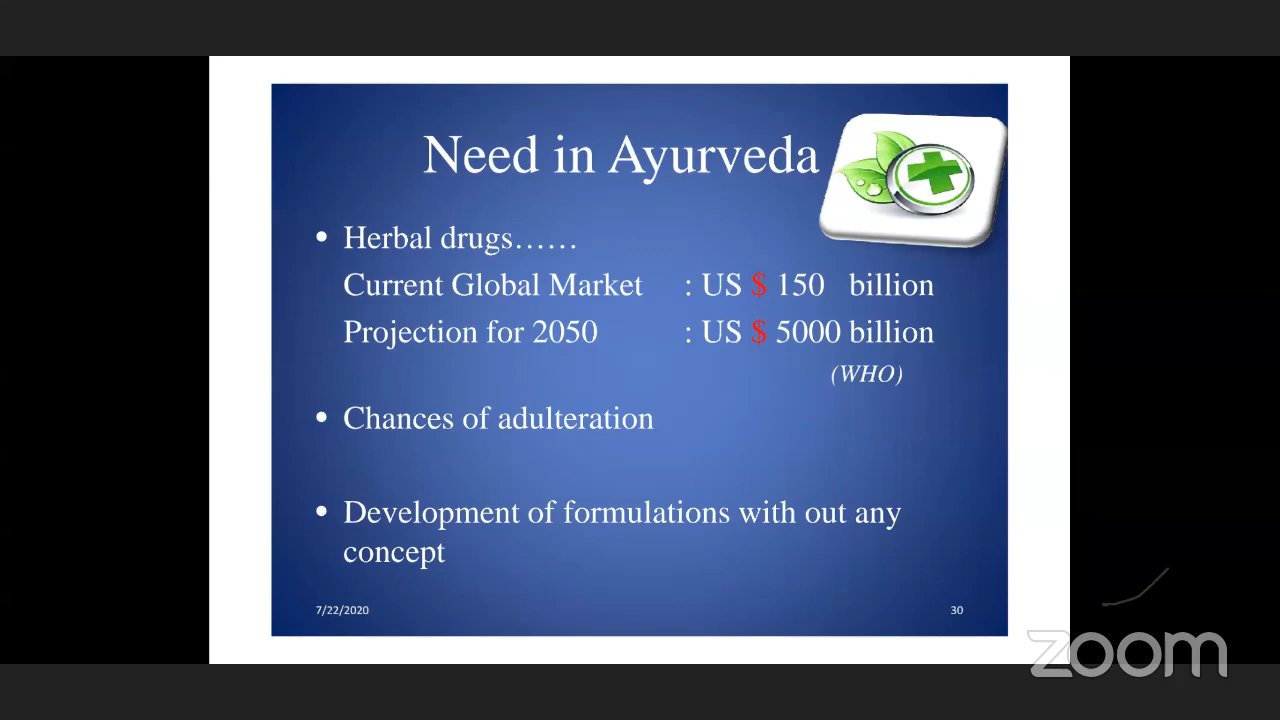 Need in Ayurveda
• Herbal drugs......
Current Global Market : US $ 150 billion
Projection for 2050 : US $ 5000 billion
(WHO)
• Chances of adulteration
• Development of formulations with out any
concept
7/22/2020 30
zoom